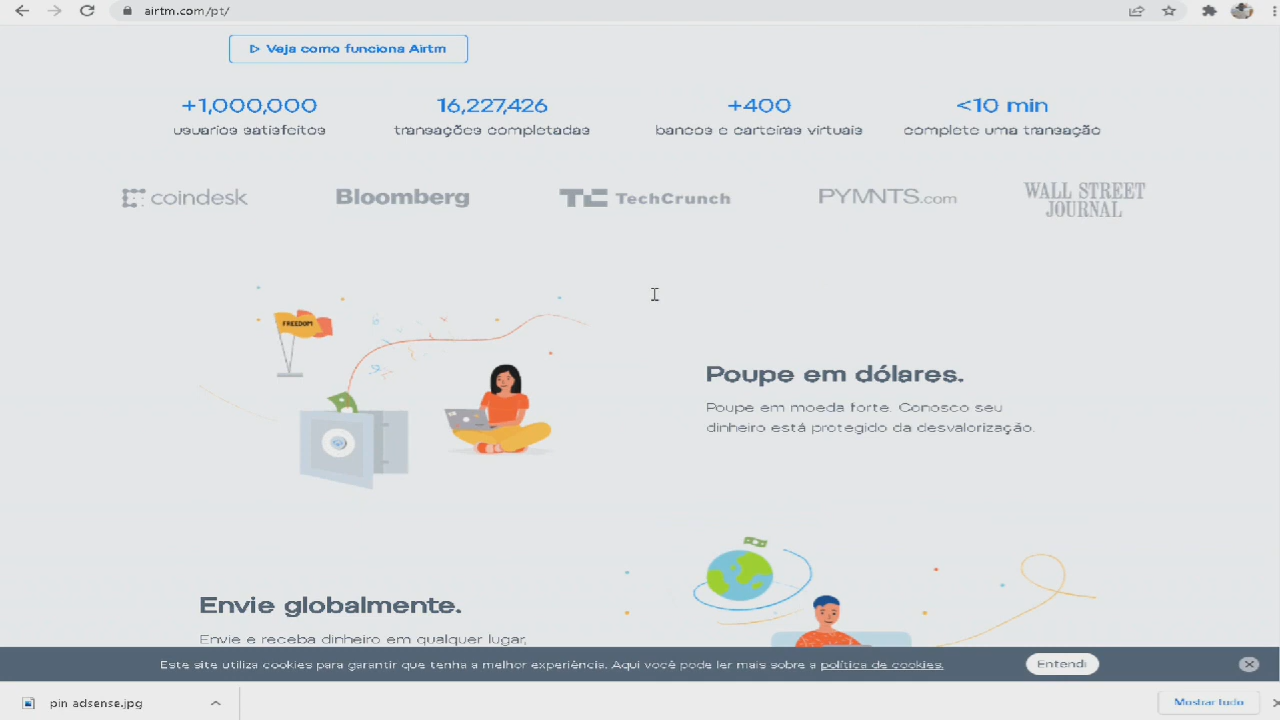 airtm.com/pt/
Veja como funciona Airtm
+1,000,000
usuarios satisfeitos
16,227,426
transações completadas
+400
bancos e carteiras virtuais
<10 min
complete uma transação
coindesk
Bloomberg
TC TechCrunch
PYMNTS.com
WALL STREET
JOURNAL
FREEDOM
Poupe em dólares.
Poupe em moeda forte. Conosco seu
dinheiro está protegido da desvalorização.
Envie globalmente.
Envie e receba dinheiro em qualquer lugar,
Este site utiliza cookies para garantir que tenha a melhor experiência. Aqui você pode ler mais sobre a política de cookies.
Entendi
pin adsense.jpg
Mostrar tudo